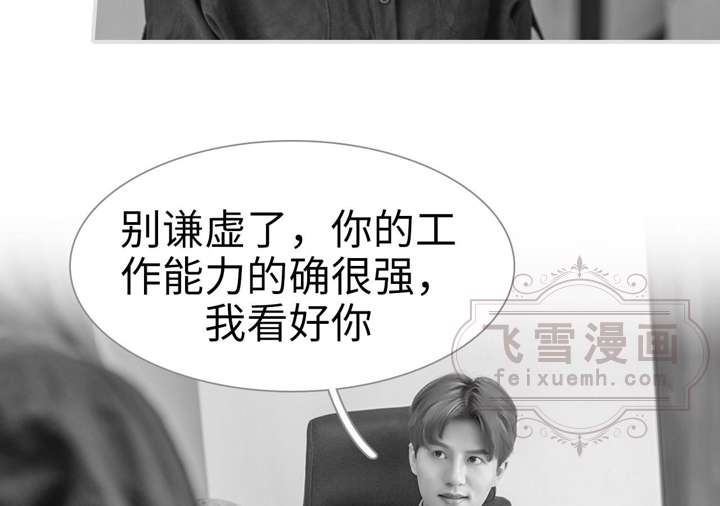 别谦虚了，你的工
作能力的确很强，
我看好你
飞雪漫画
feixuemh.com